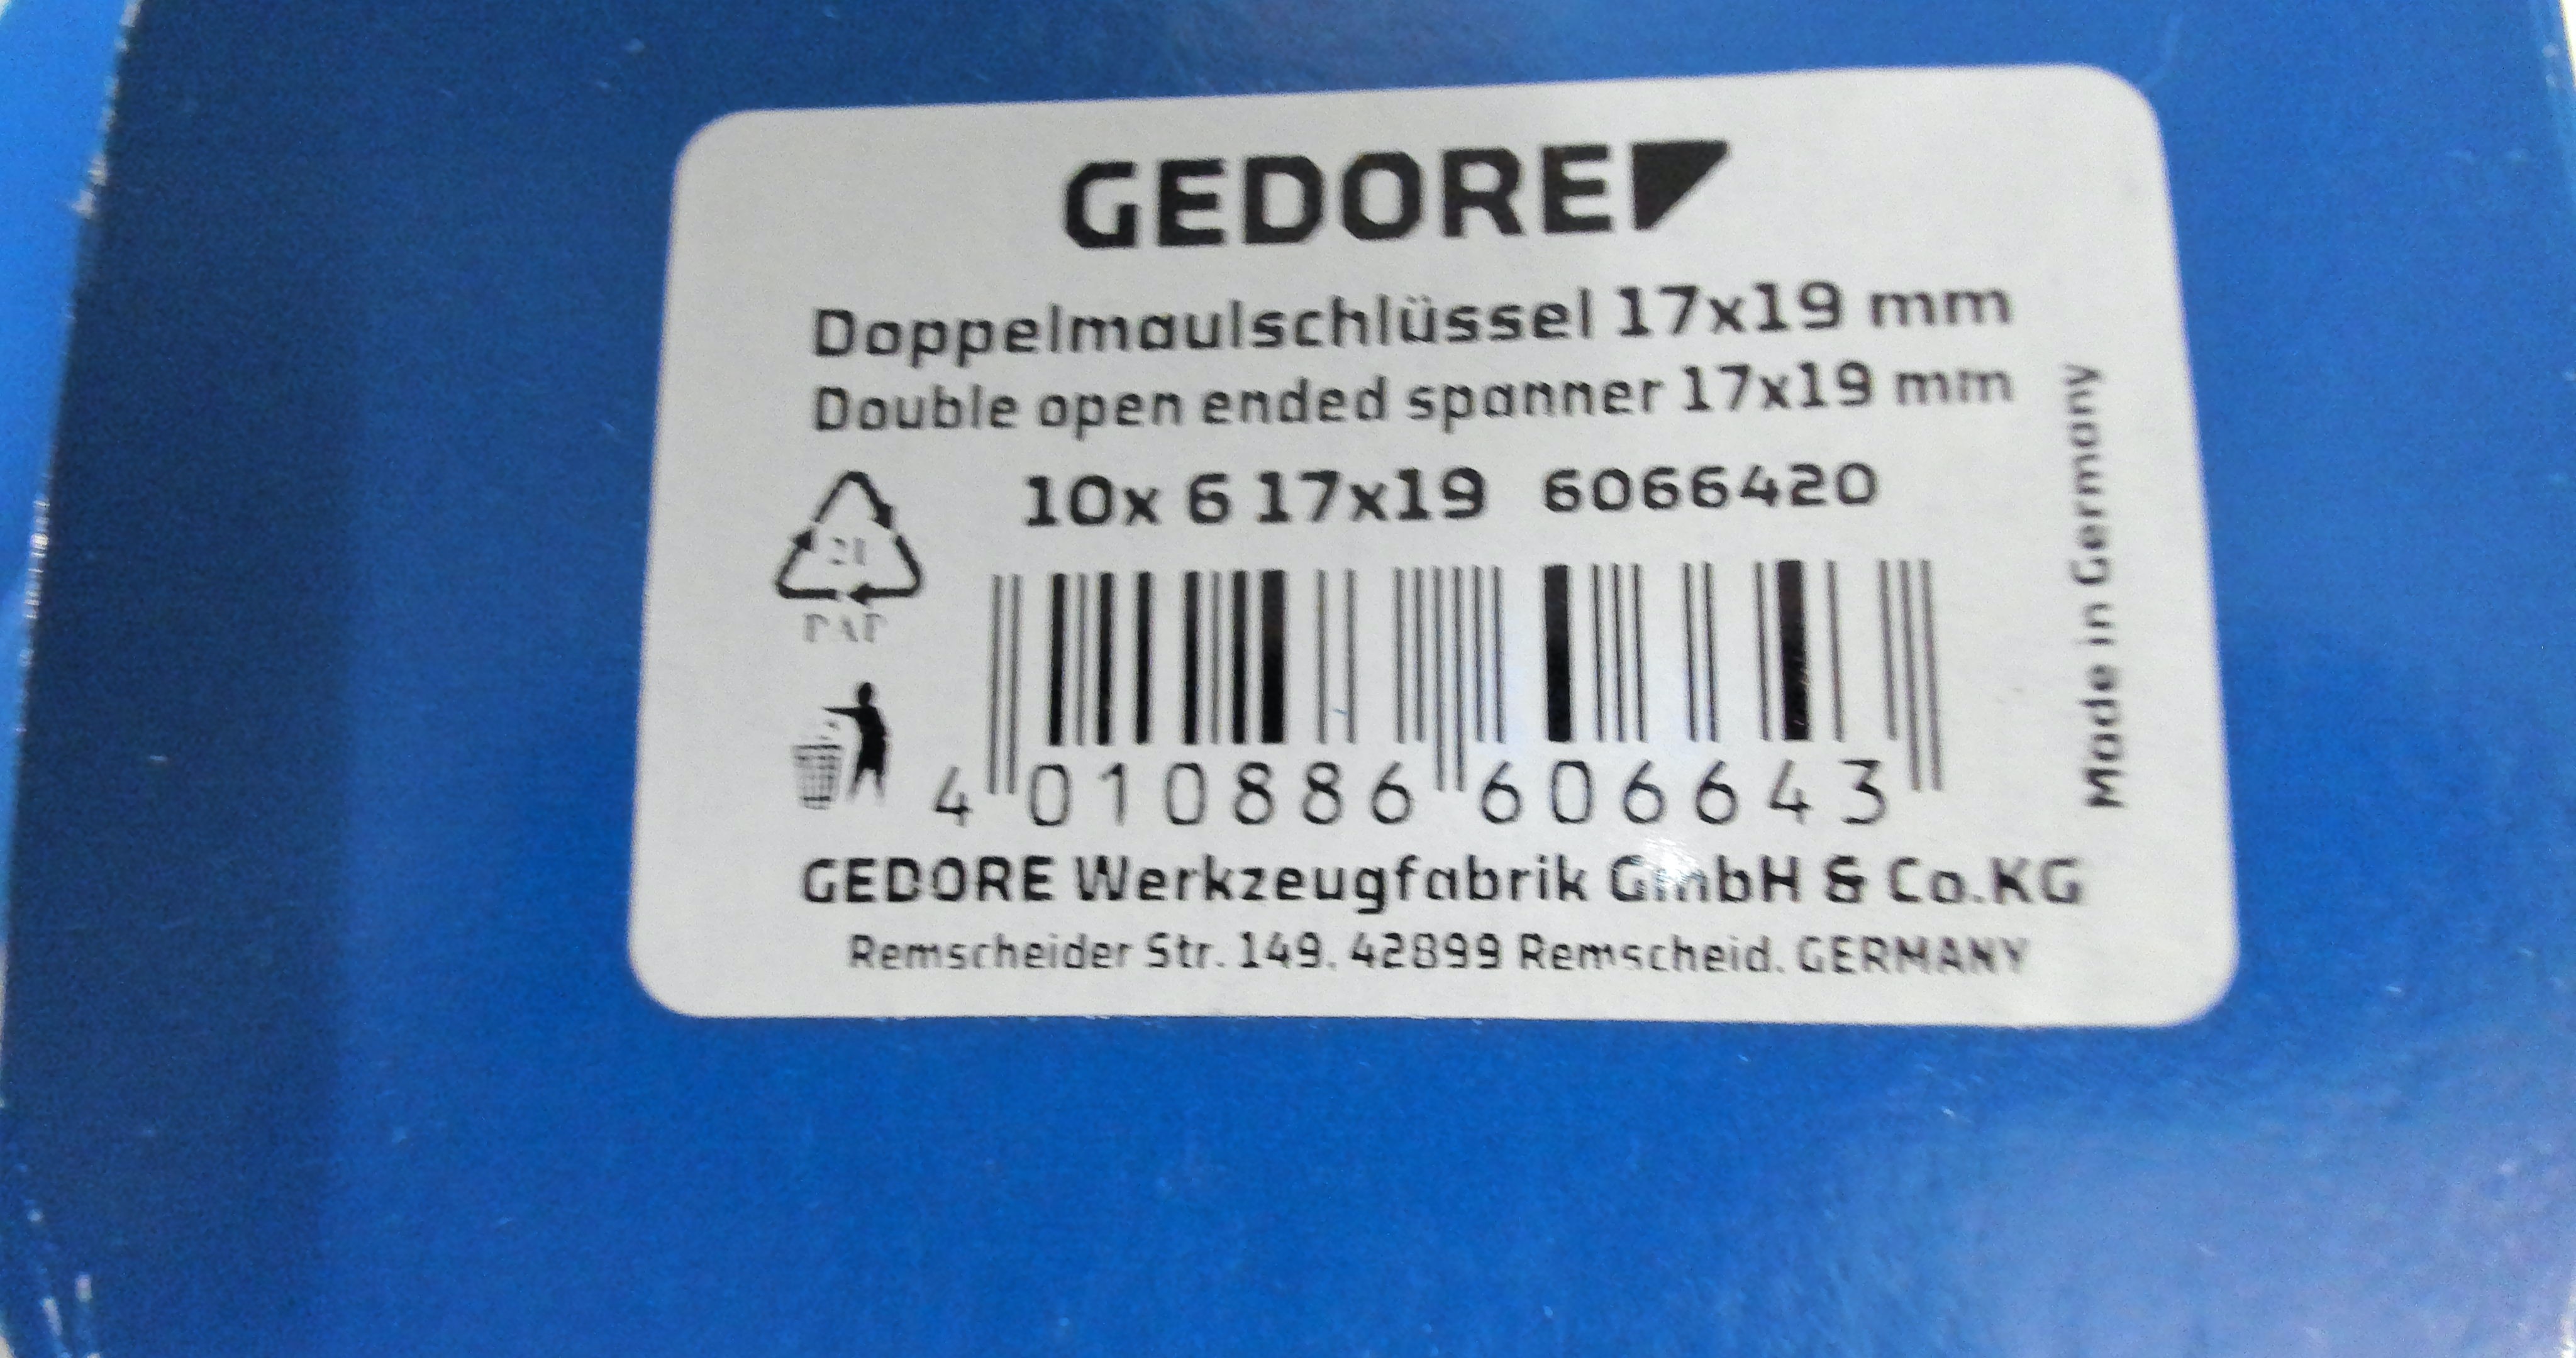 GEDORE
Doppelmaulschlüssel 17x19 mm
Double open ended spanner 17x19 mm
10x 6 17x19 6066420
21
PAP
4 010886 606643
Made in Germany
GEDORE Werkzeugfabrik GmbH & Co.KG
Remscheider Str. 149. 42899 Remscheid. GERMANY